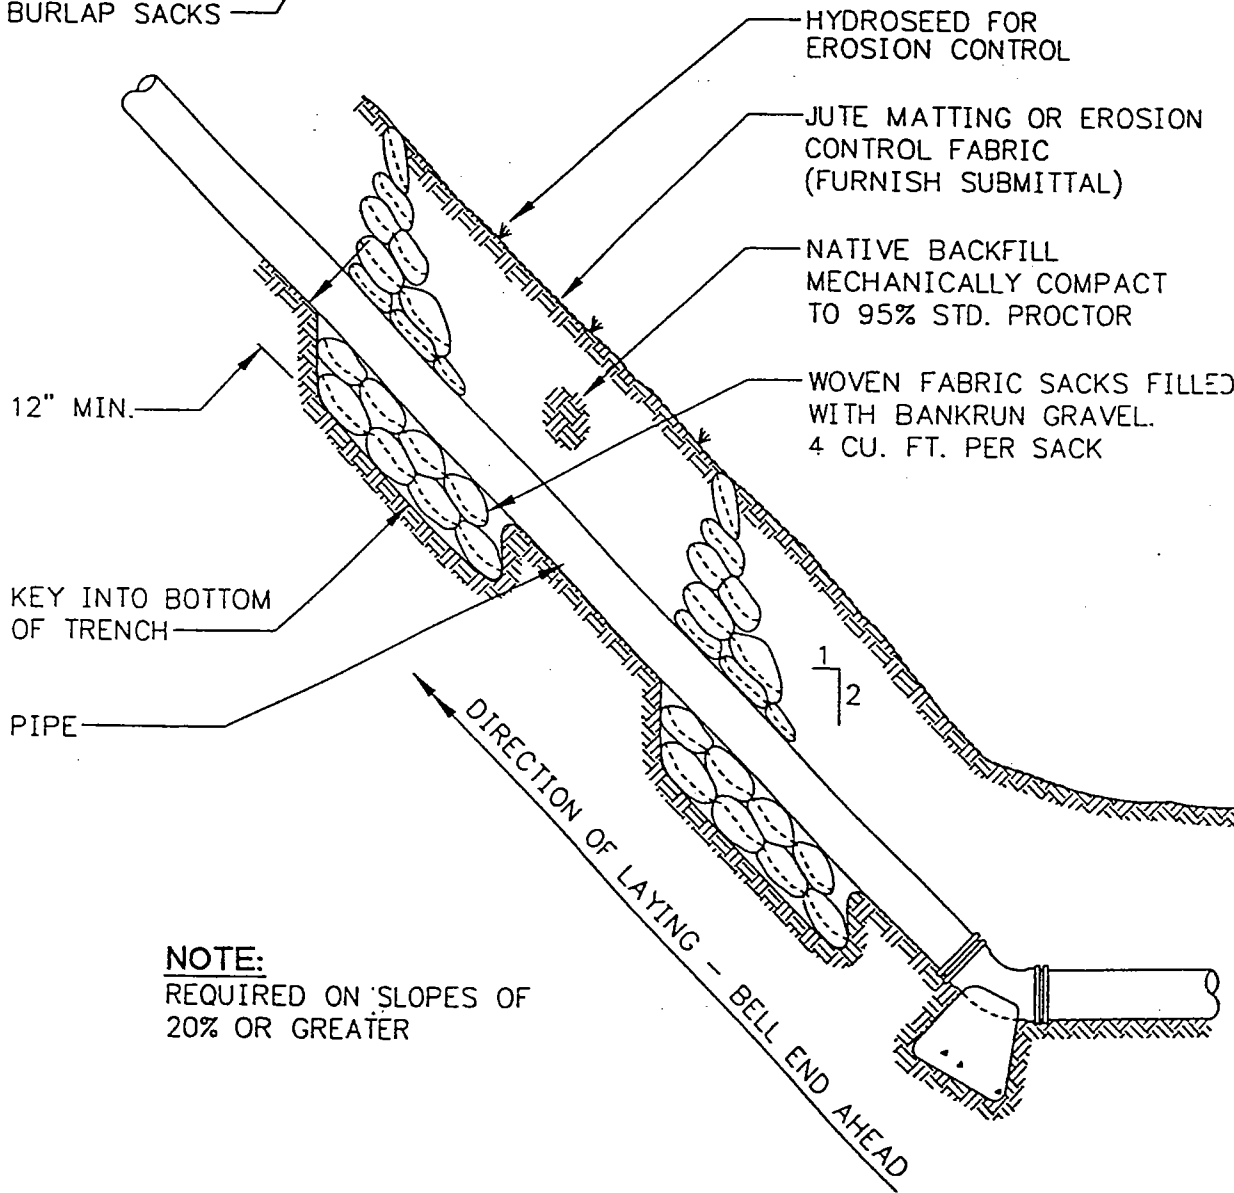 BURLAP SACKS
HYDROSEED FOR
EROSION CONTROL
JUTE MATTING OR EROSION
CONTROL FABRIC
(FURNISH SUBMITTAL)
NATIVE BACKFILL
MECHANICALLY COMPACT
TO 95% STD. PROCTOR
WOVEN FABRIC SACKS FILLED
WITH BANKRUN GRAVEL.
4 CU. FT. PER SACK
12" MIN.
KEY INTO BOTTOM
OF TRENCH
PIPE
1
2
DIRECTION OF LAYING - BELL END AHEAD
NOTE:
REQUIRED ON SLOPES OF
20% OR GREATER